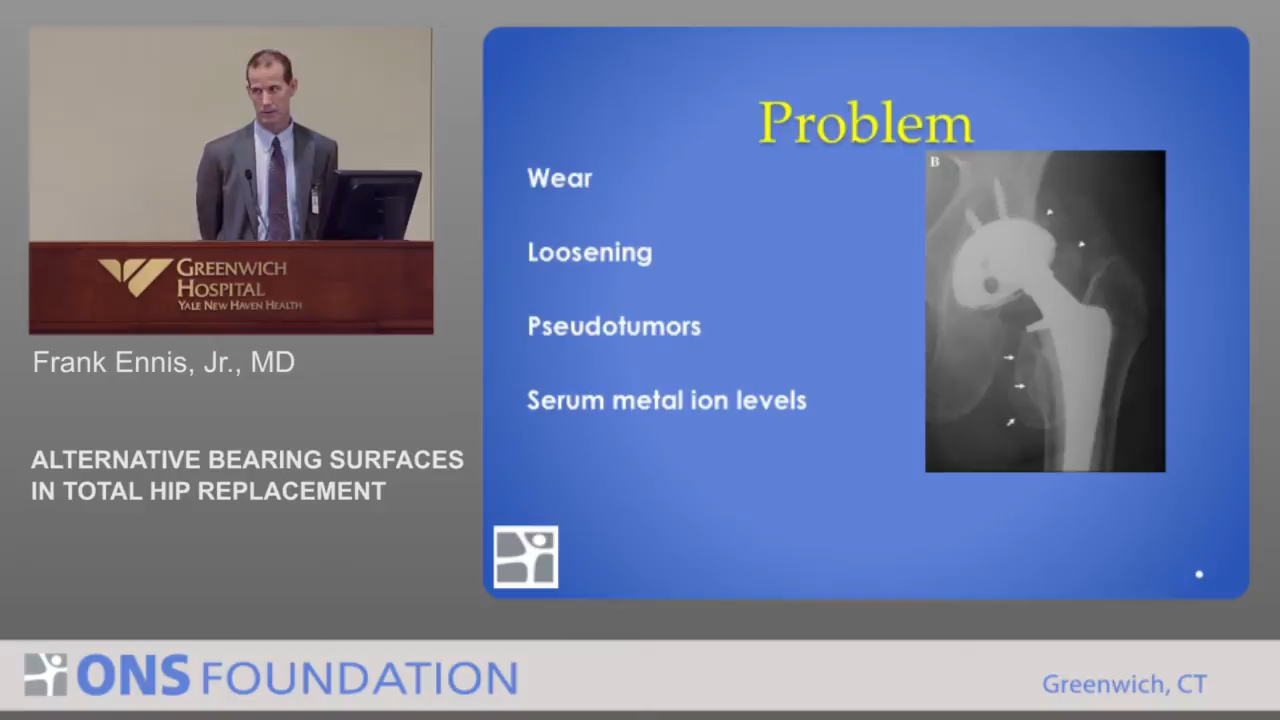 GREENWICH
HOSPITAL
YALE NEW HAVEN HEALTH
Frank Ennis, Jr., MD
ALTERNATIVE BEARING SURFACES
IN TOTAL HIP REPLACEMENT
Problem
Wear
Loosening
Pseudotumors
Serum metal ion levels
B
ONS FOUNDATION
Greenwich, CT